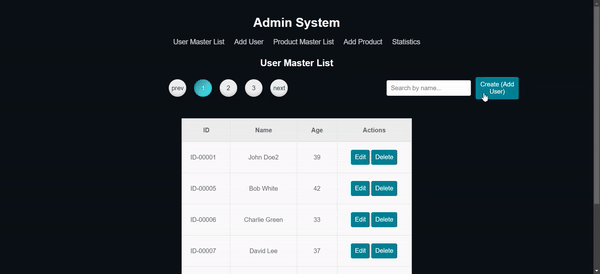 Admin System
User Master List Add User Product Master List Add Product Statistics
User Master List
prev 1 2 3 next Search by name... Create (Add
User)
ID Name Age Actions
ID-00001 John Doe2 39 Edit Delete
ID-00005 Bob White 42 Edit Delete
ID-00006 Charlie Green 33 Edit Delete
ID-00007 David Lee 37 Edit Delete